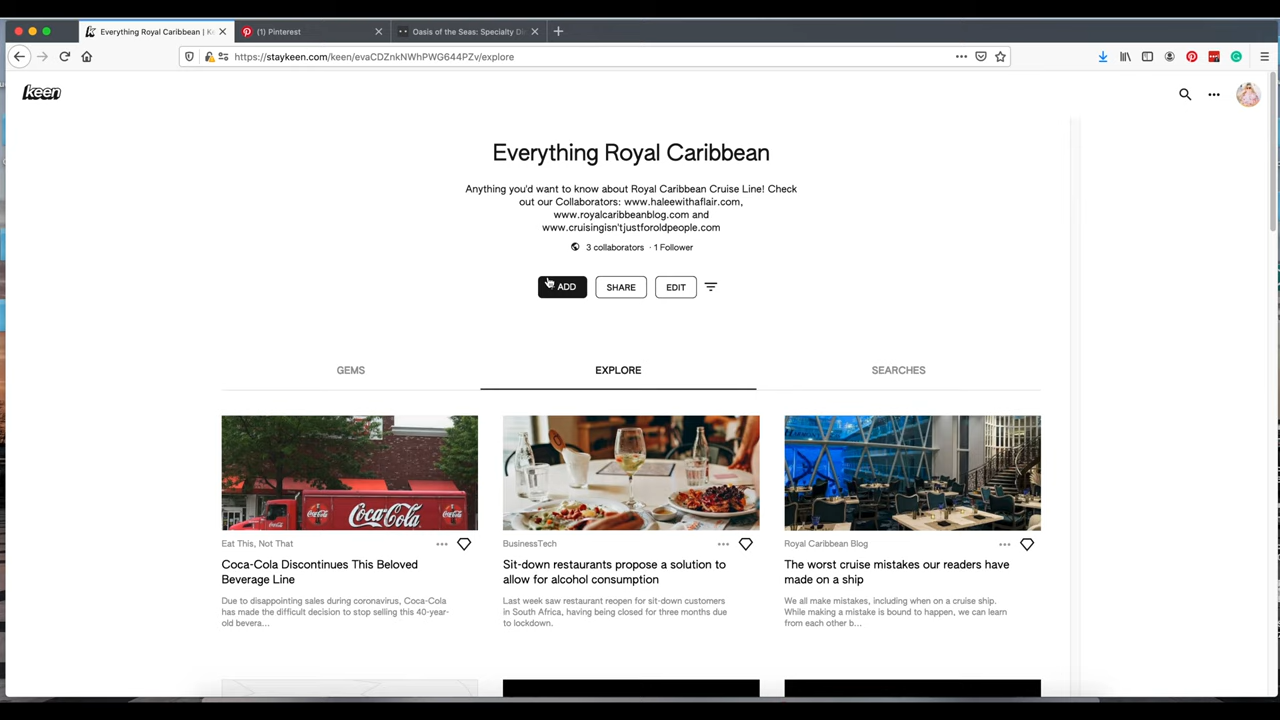 Everything Royal Caribbean | K
(1) Pinterest
Oasis of the Seas: Specialty Di
https://staykeen.com/keen/evaCDZnkNWhPWG644PZv/explore
keen
Everything Royal Caribbean
Anything you'd want to know about Royal Caribbean Cruise Line! Check
out our Collaborators: www.haleewithaflair.com,
www.royalcaribbeanblog.com and
www.cruisingisn'tjustforoldpeople.com
3 collaborators · 1 Follower
ADD
SHARE
EDIT
GEMS
EXPLORE
SEARCHES
Coca-Cola
Eat This, Not That
Coca-Cola Discontinues This Beloved
Beverage Line
Due to disappointing sales during coronavirus, Coca-Cola
has made the difficult decision to stop selling this 40-year-
old bevera...
BusinessTech
Sit-down restaurants propose a solution to
allow for alcohol consumption
Last week saw restaurant reopen for sit-down customers
in South Africa, having being closed for three months due
to lockdown.
Royal Caribbean Blog
The worst cruise mistakes our readers have
made on a ship
We all make mistakes, including when on a cruise ship.
While making a mistake is bound to happen, we can learn
from each other b...